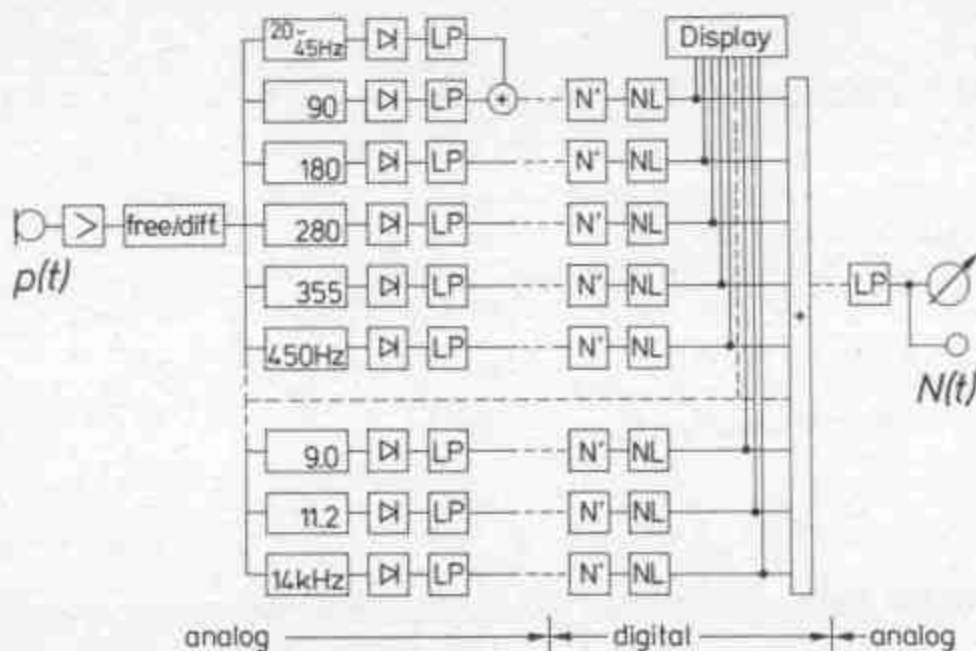 20-
45Hz LP Display
90 LP + N' NL
180 LP N' NL
> free/diff. 280 LP N' NL
p(t)
355 LP N' NL + LP
450Hz LP N' NL
N(t)
9.0 LP N' NL
11.2 LP N' NL
14kHz LP N' NL
analog digital analog